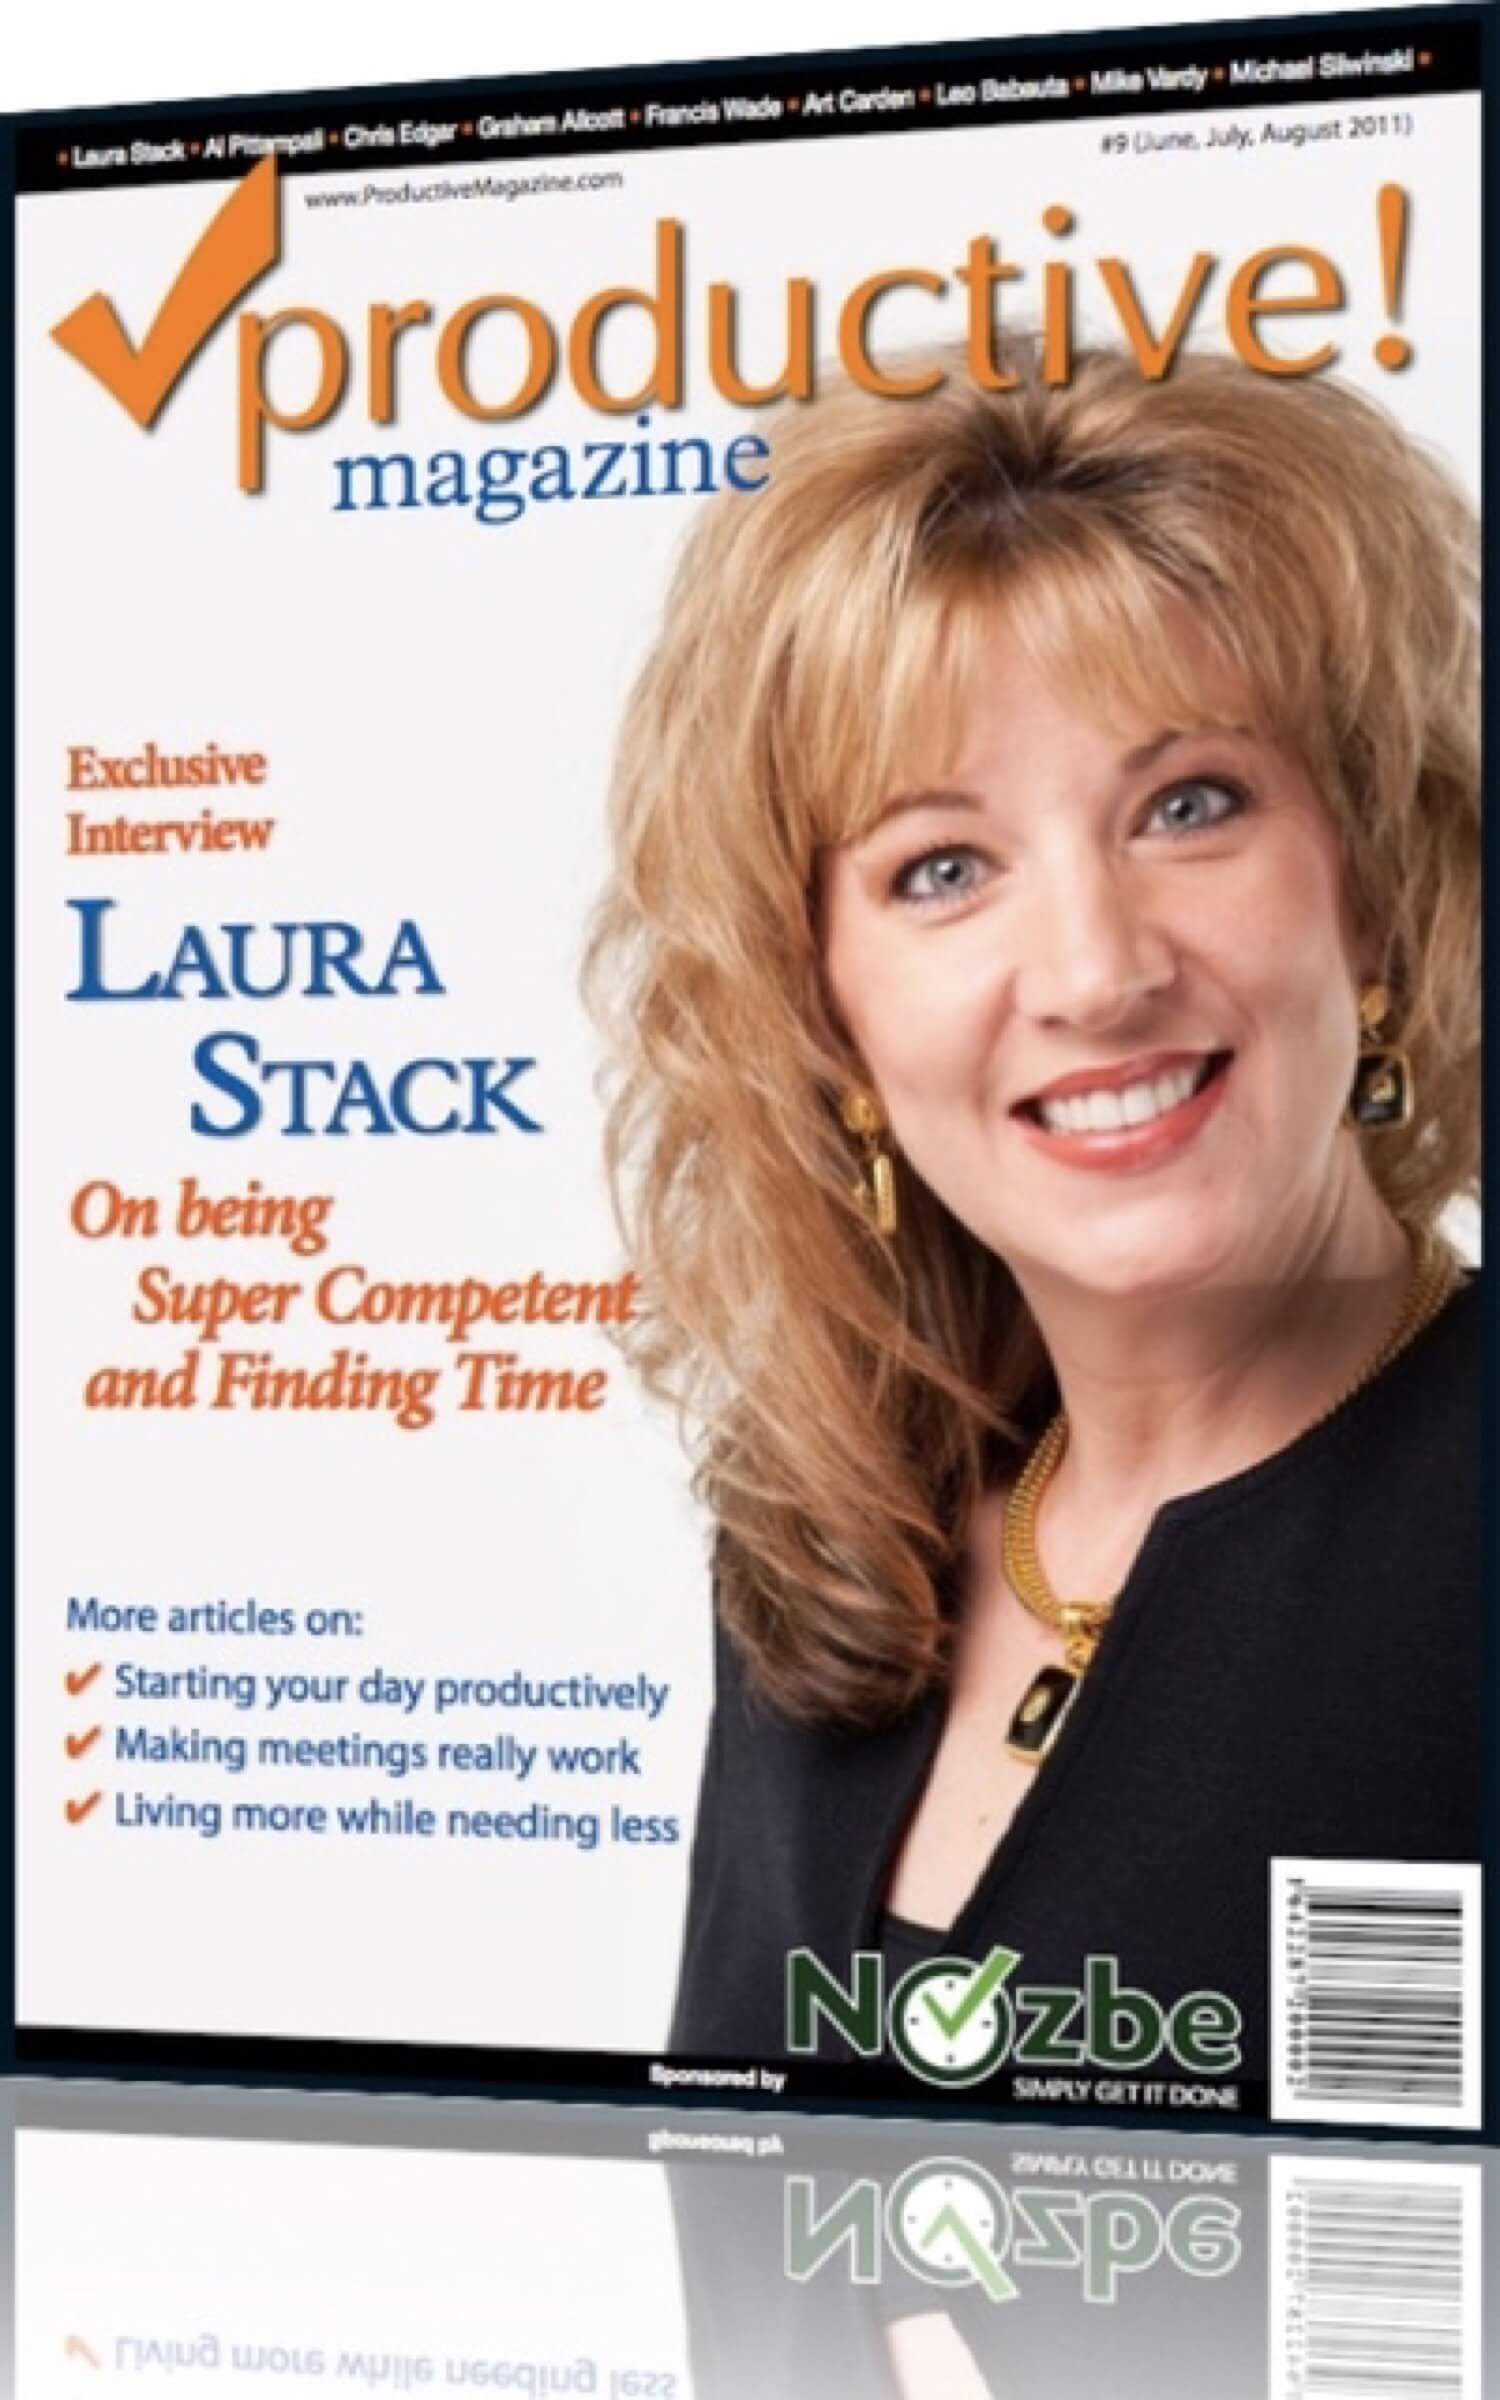 • Laura Stack • Al Pittampalli • Chris Edgar • Graham Allcott • Francis Wade • Art Carden • Leo Babauta • Mike Vardy • Michael Sliwinski •
#9 (June, July, August 2011)
www.ProductiveMagazine.com
productive!
magazine
Exclusive
Interview
LAURA
STACK
On being
Super Competent
and Finding Time
More articles on:
✔ Starting your day productively
✔ Making meetings really work
✔ Living more while needing less
Sponsored by
Nozbe
SIMPLY GET IT DONE